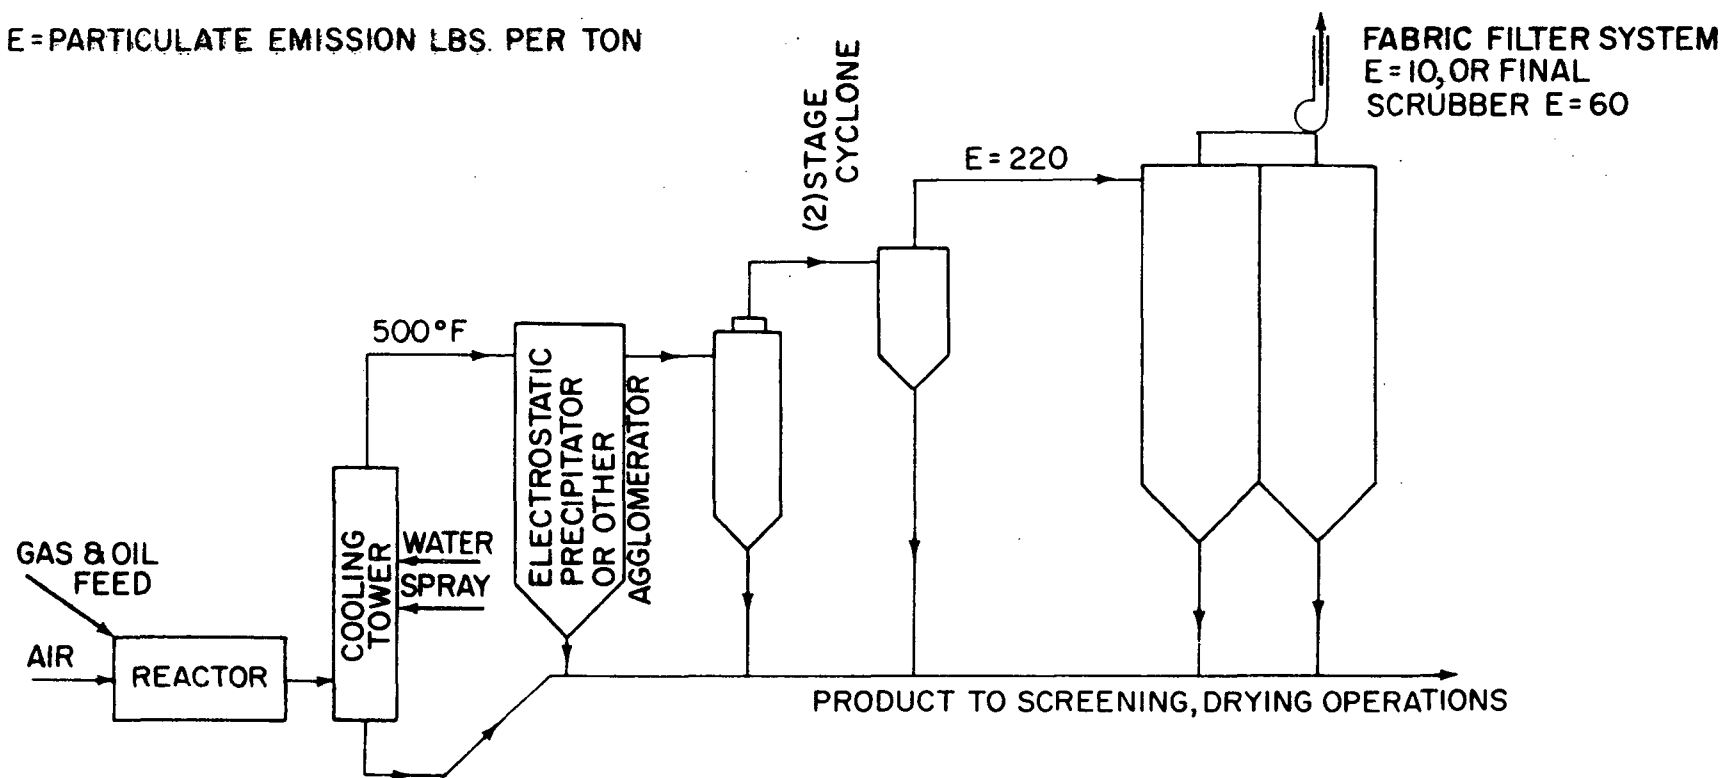 E=PARTICULATE EMISSION LBS. PER TON
FABRIC FILTER SYSTEM
E=10, OR FINAL
SCRUBBER E=60
(2) STAGE
CYCLONE
E=220
500°F
ELECTROSTATIC
PRECIPITATOR
OR OTHER
AGGLOMERATOR
GAS & OIL
FEED
COOLING
TOWER
WATER
SPRAY
AIR
REACTOR
PRODUCT TO SCREENING, DRYING OPERATIONS